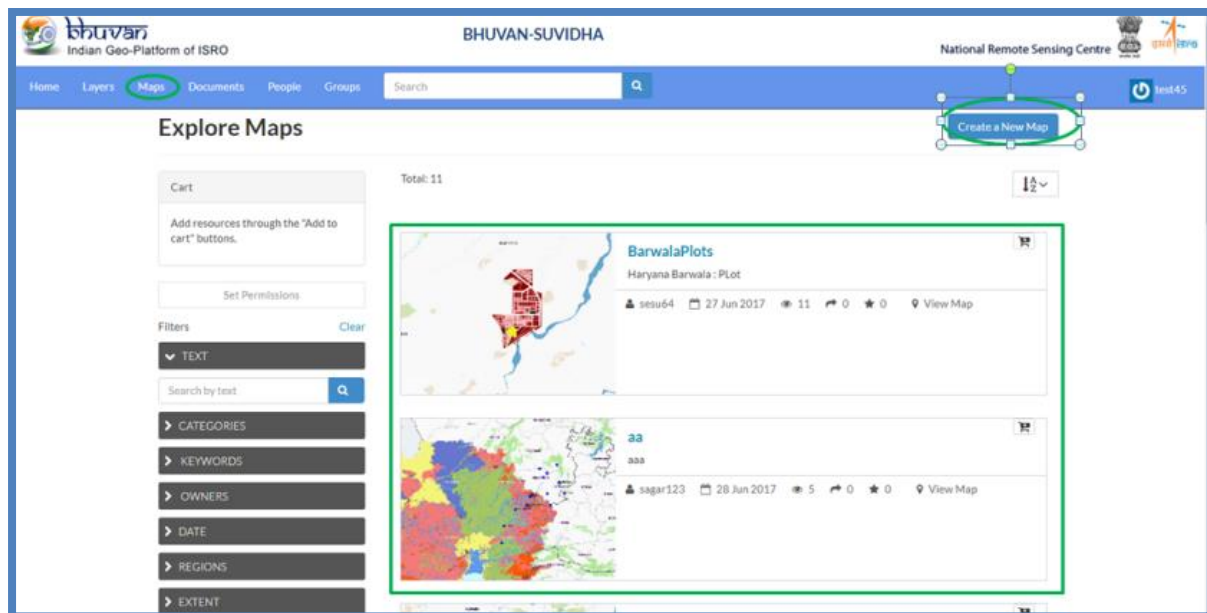 bhuvan
Indian Geo-Platform of ISRO
BHUVAN-SUVIDHA
National Remote Sensing Centre
इसरो isro
Home Layers Maps Documents People Groups Search test45
Explore Maps
Create a New Map
Cart
Add resources through the "Add to
cart" buttons.
Set Permissions
Filters Clear
TEXT
Search by text
CATEGORIES
KEYWORDS
OWNERS
DATE
REGIONS
EXTENT
Total: 11
A
Z
BarwalaPlots
Haryana Barwala : PLot
sesu64 27 Jun 2017 11 0 0 View Map
aa
aaa
sagar123 28 Jun 2017 5 0 0 View Map